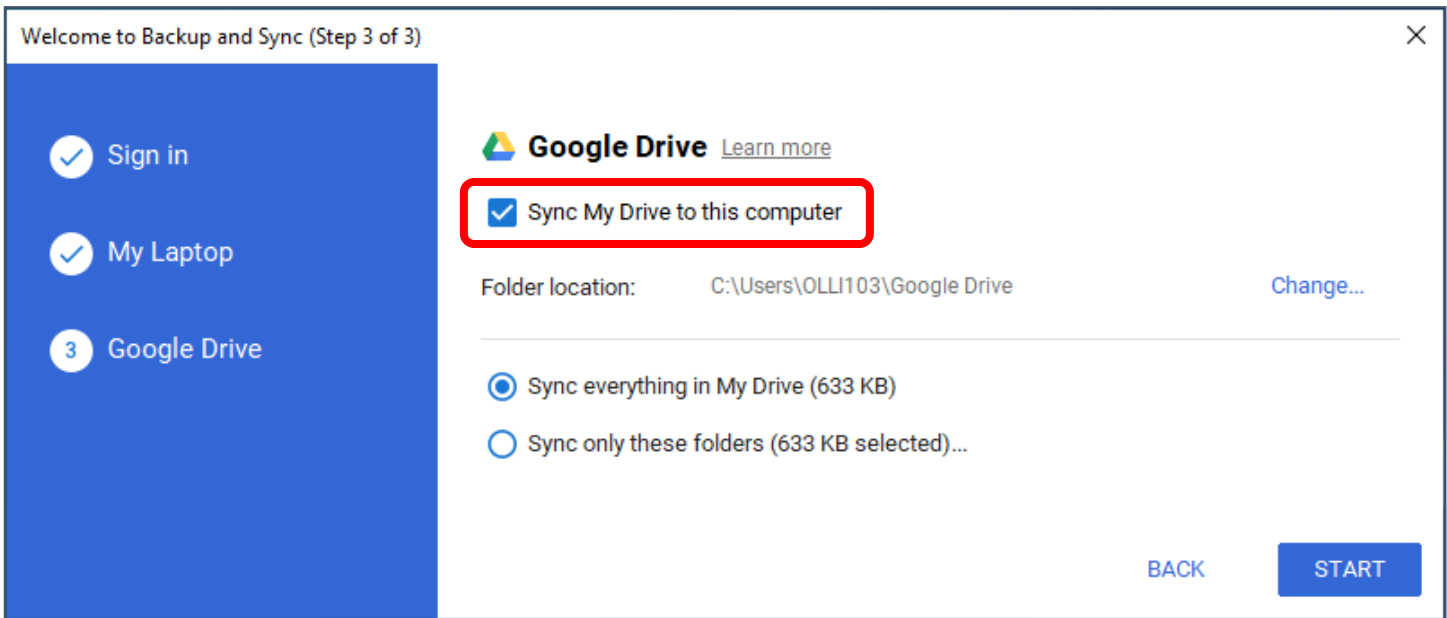 Welcome to Backup and Sync (Step 3 of 3)
Sign in
My Laptop
3 Google Drive
Google Drive Learn more
Sync My Drive to this computer
Folder location: C:\Users\OLLI103\Google Drive Change...
Sync everything in My Drive (633 KB)
Sync only these folders (633 KB selected)...
BACK START